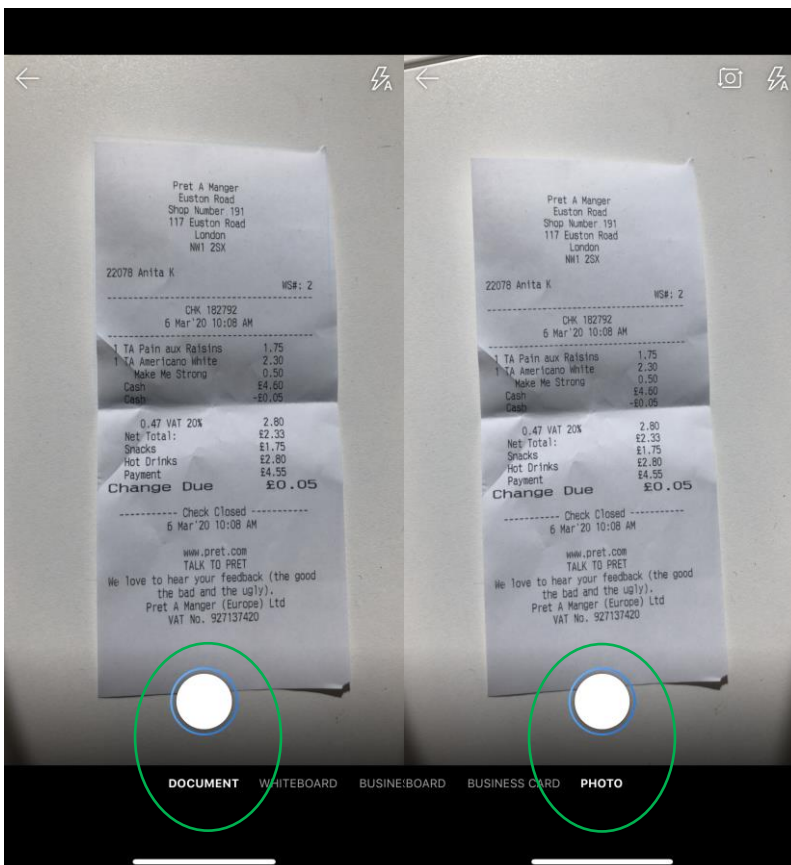 Pret A Manger
Euston Road
Shop Number 191
117 Euston Road
London
NW1 2SX
22078 Anita K
WS#: 2
CHK 182792
6 Mar'20 10:08 AM
1 TA Pain aux Raisins 1.75
1 TA Americano White 2.30
Make Me Strong 0.50
Cash £4.60
Cash -£0.05
0.47 VAT 20% 2.80
Net Total: £2.33
Snacks £1.75
Hot Drinks £2.80
Payment £4.55
Change Due £0.05
---------- Check Closed ----------
6 Mar'20 10:08 AM
www.pret.com
TALK TO PRET
We love to hear your feedback (the good
the bad and the ugly).
Pret A Manger (Europe) Ltd
VAT No. 927137420
DOCUMENT WHITEBOARD BUSINES
A
Pret A Manger
Euston Road
Shop Number 191
117 Euston Road
London
NW1 2SX
22078 Anita K
WS#: 2
CHK 182792
6 Mar'20 10:08 AM
1 TA Pain aux Raisins 1.75
1 TA Americano White 2.30
Make Me Strong 0.50
Cash £4.60
Cash -£0.05
0.47 VAT 20% 2.80
Net Total: £2.33
Snacks £1.75
Hot Drinks £2.80
Payment £4.55
Change Due £0.05
---------- Check Closed ----------
6 Mar'20 10:08 AM
www.pret.com
TALK TO PRET
We love to hear your feedback (the good
the bad and the ugly).
Pret A Manger (Europe) Ltd
VAT No. 927137420
BOARD BUSINESS CARD PHOTO
A